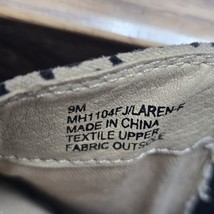 9M
MH1104FJ/LAREN-F
MADE IN CHINA
TEXTILE UPPER
FABRIC OUTSOLE